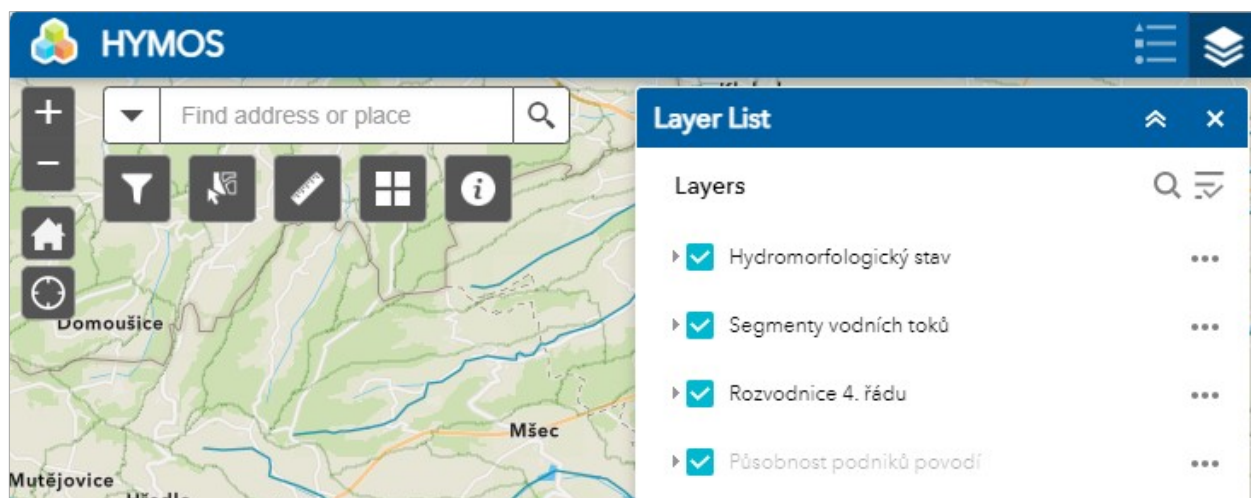 HYMOS
Find address or place
Layer List
Layers
Hydromorfologický stav
Segmenty vodních toků
Rozvodnice 4. řádu
Působnost podniků povodí
Domoušice
Mšec
Mutějovice